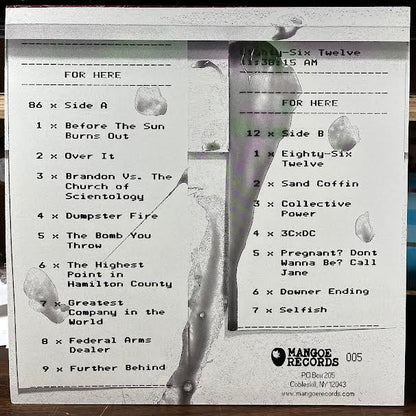 FOR HERE
86 x Side A
1 x Before The Sun
Burns Out
2 x Over It
3 x Brandon Vs. The
Church of
Scientology
4 x Dumpster Fire
5 x The Bomb You
Throw
6 x The Highest
Point in
Hamilton County
7 x Greatest
Company in the
World
8 x Federal Arms
Dealer
9 x Further Behind
Eighty-Six Twelve
11:38:15 AM
FOR HERE
12 x Side B
1 x Eighty-Six
Twelve
2 x Sand Coffin
3 x Collective
Power
4 x 3CxDC
5 x Pregnant? Dont
Wanna Be? Call
Jane
6 x Downer Ending
7 x Selfish
MANGOE
RECORDS 005
PO Box 205
Cobleskill, NY 12043
www.mangoerecords.com